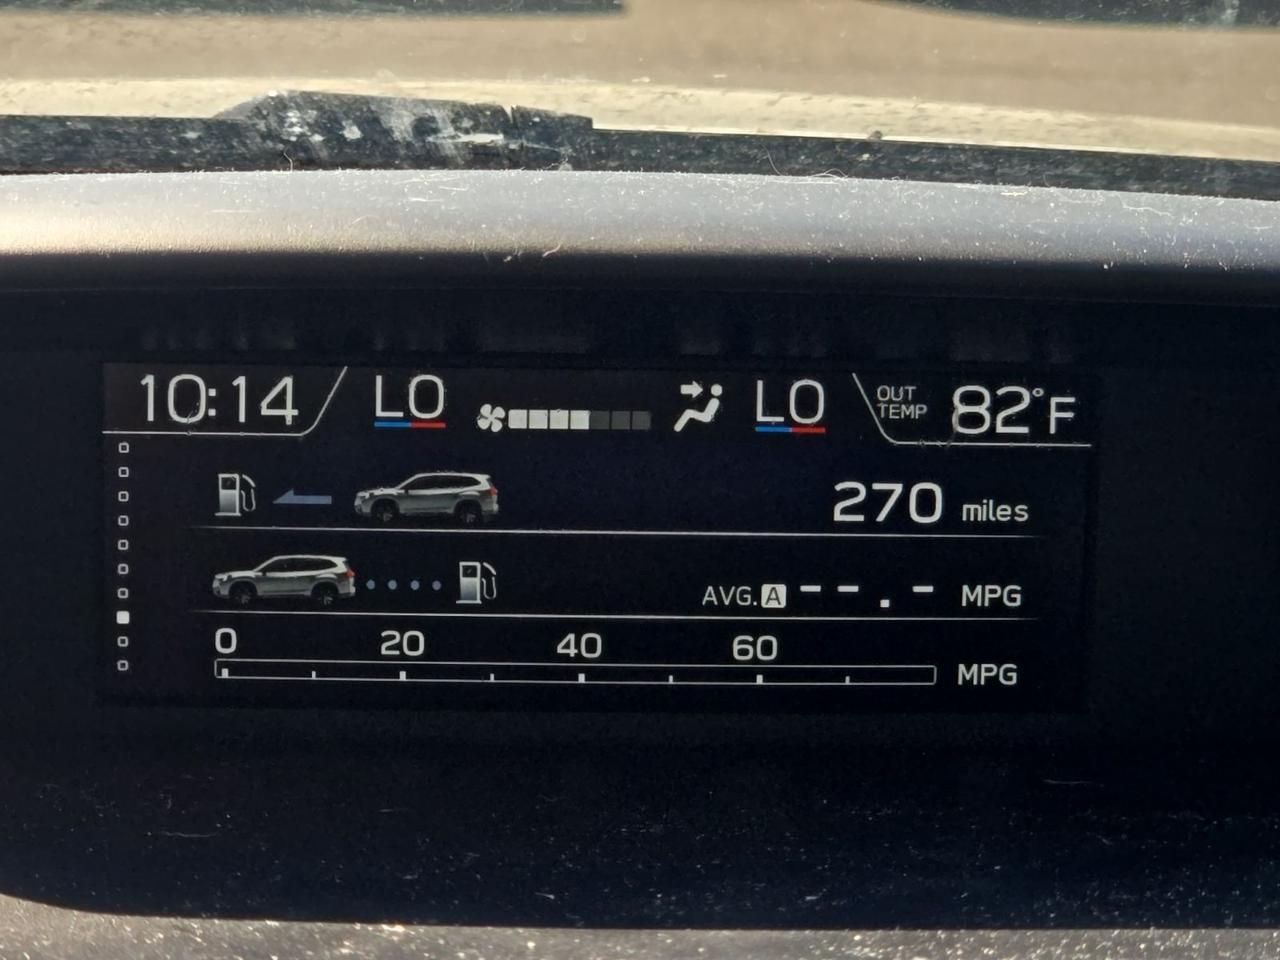 10:14 LO LO OUT TEMP 82°F
270 miles
AVG. A --.- MPG
0 20 40 60
MPG